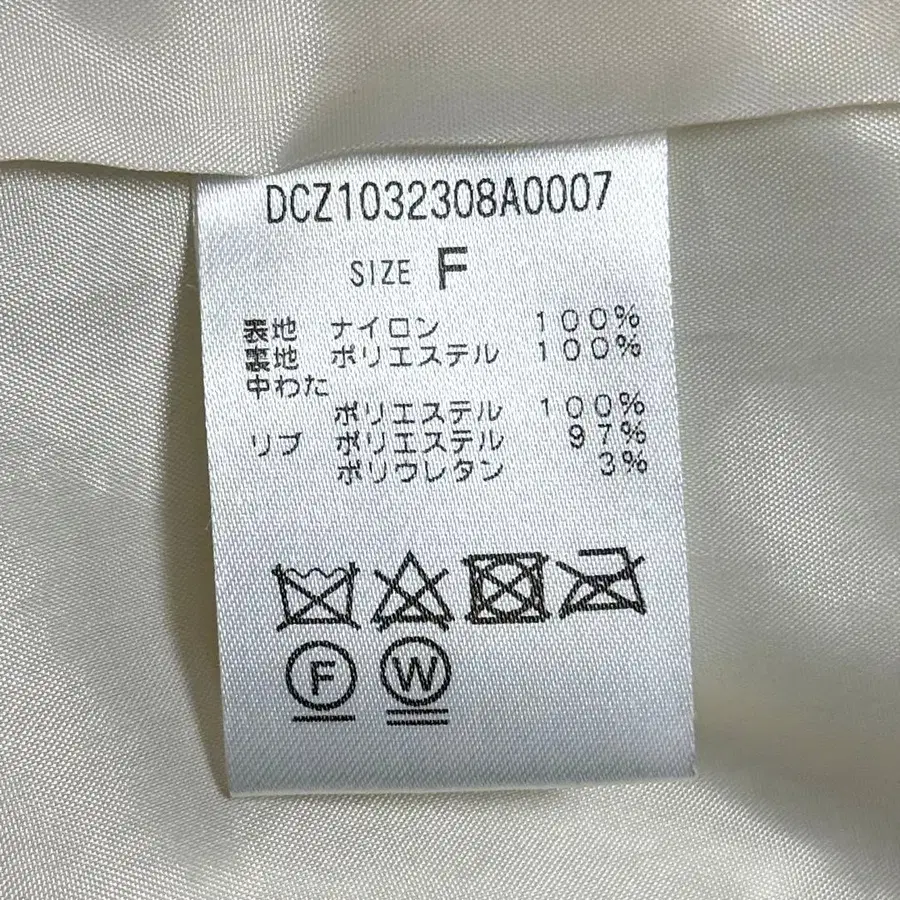 DCZ1032308A0007
SIZE F
表地 ナイロン 100%
裏地 ポリエステル 100%
中わた
ポリエステル 100%
リブ ポリエステル 97%
ポリウレタン 3%
F W